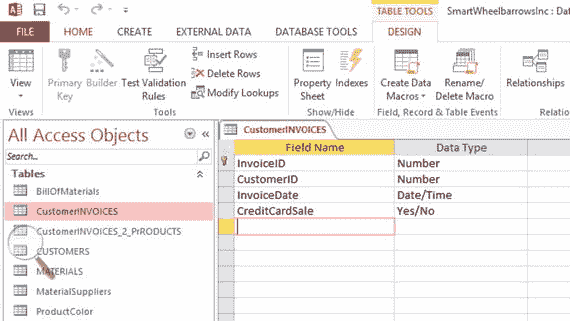 TABLE TOOLS
SmartWheelbarrowsInc : Dat
FILE
HOME
CREATE
EXTERNAL DATA
DATABASE TOOLS
DESIGN
View
Primary Key
Builder
Test Validation Rules
Insert Rows
Delete Rows
Modify Lookups
Property Sheet
Indexes
Create Data Macros
Rename/ Delete Macro
Relationships
Views
Tools
Show/Hide
Field, Record & Table Events
All Access Objects
Search...
Tables
BillOfMaterials
CustomerINVOICES
CustomerINVOICES_2_PrODUCTS
CUSTOMERS
MATERIALS
MaterialSuppliers
ProductColor
CustomerINVOICES
Field Name Data Type
InvoiceID Number
CustomerID Number
InvoiceDate Date/Time
CreditCardSale Yes/No